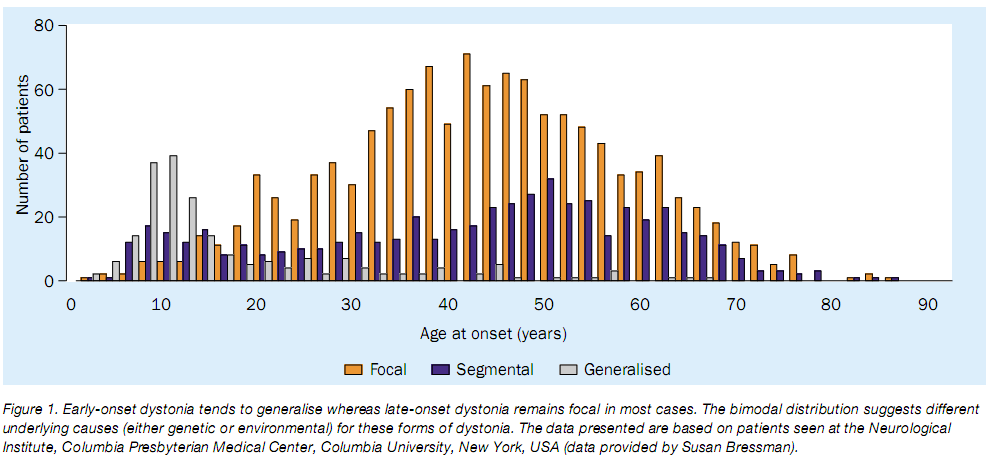 80
60
40
20
0
Number of patients
0 10 20 30 40 50 60 70 80 90
Age at onset (years)
Focal Segmental Generalised
Figure 1. Early-onset dystonia tends to generalise whereas late-onset dystonia remains focal in most cases. The bimodal distribution suggests different
underlying causes (either genetic or environmental) for these forms of dystonia. The data presented are based on patients seen at the Neurological
Institute, Columbia Presbyterian Medical Center, Columbia University, New York, USA (data provided by Susan Bressman).